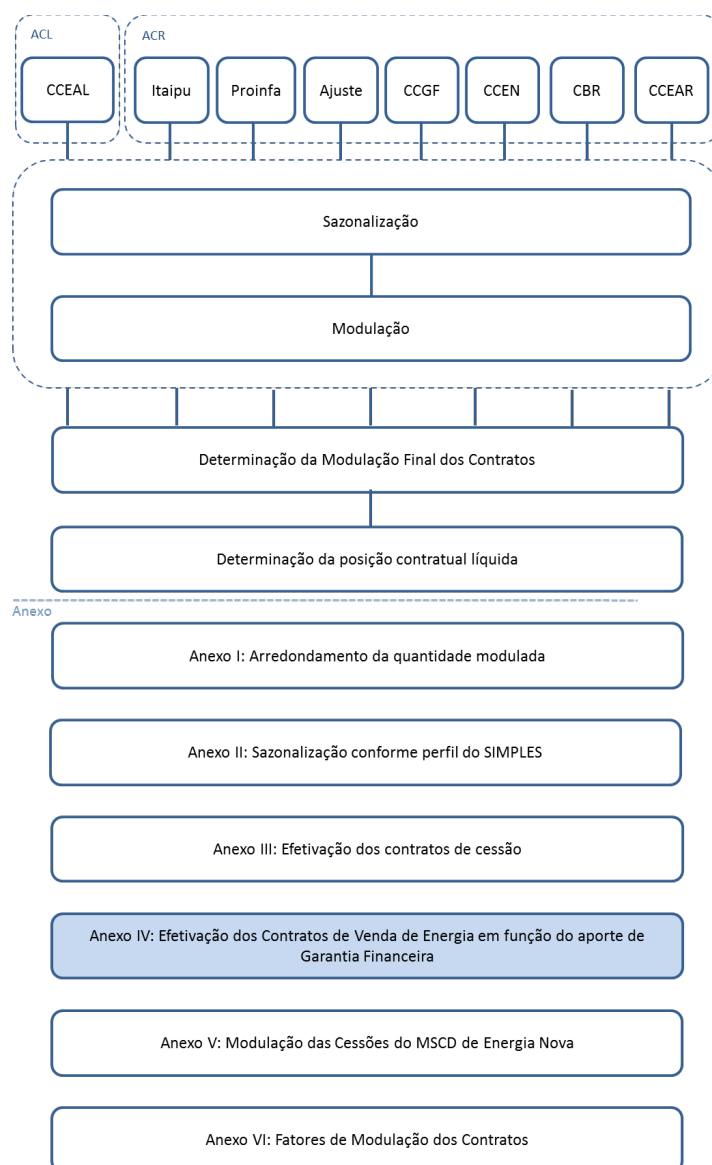 ACL
ACR
CCEAL
Itaipu
Proinfa
Ajuste
CCGF
CCEN
CBR
CCEAR
Sazonalização
Modulação
Determinação da Modulação Final dos Contratos
Determinação da posição contratual líquida
Anexo
Anexo I: Arredondamento da quantidade modulada
Anexo II: Sazonalização conforme perfil do SIMPLES
Anexo III: Efetivação dos contratos de cessão
Anexo IV: Efetivação dos Contratos de Venda de Energia em função do aporte de
Garantia Financeira
Anexo V: Modulação das Cessões do MSCD de Energia Nova
Anexo VI: Fatores de Modulação dos Contratos